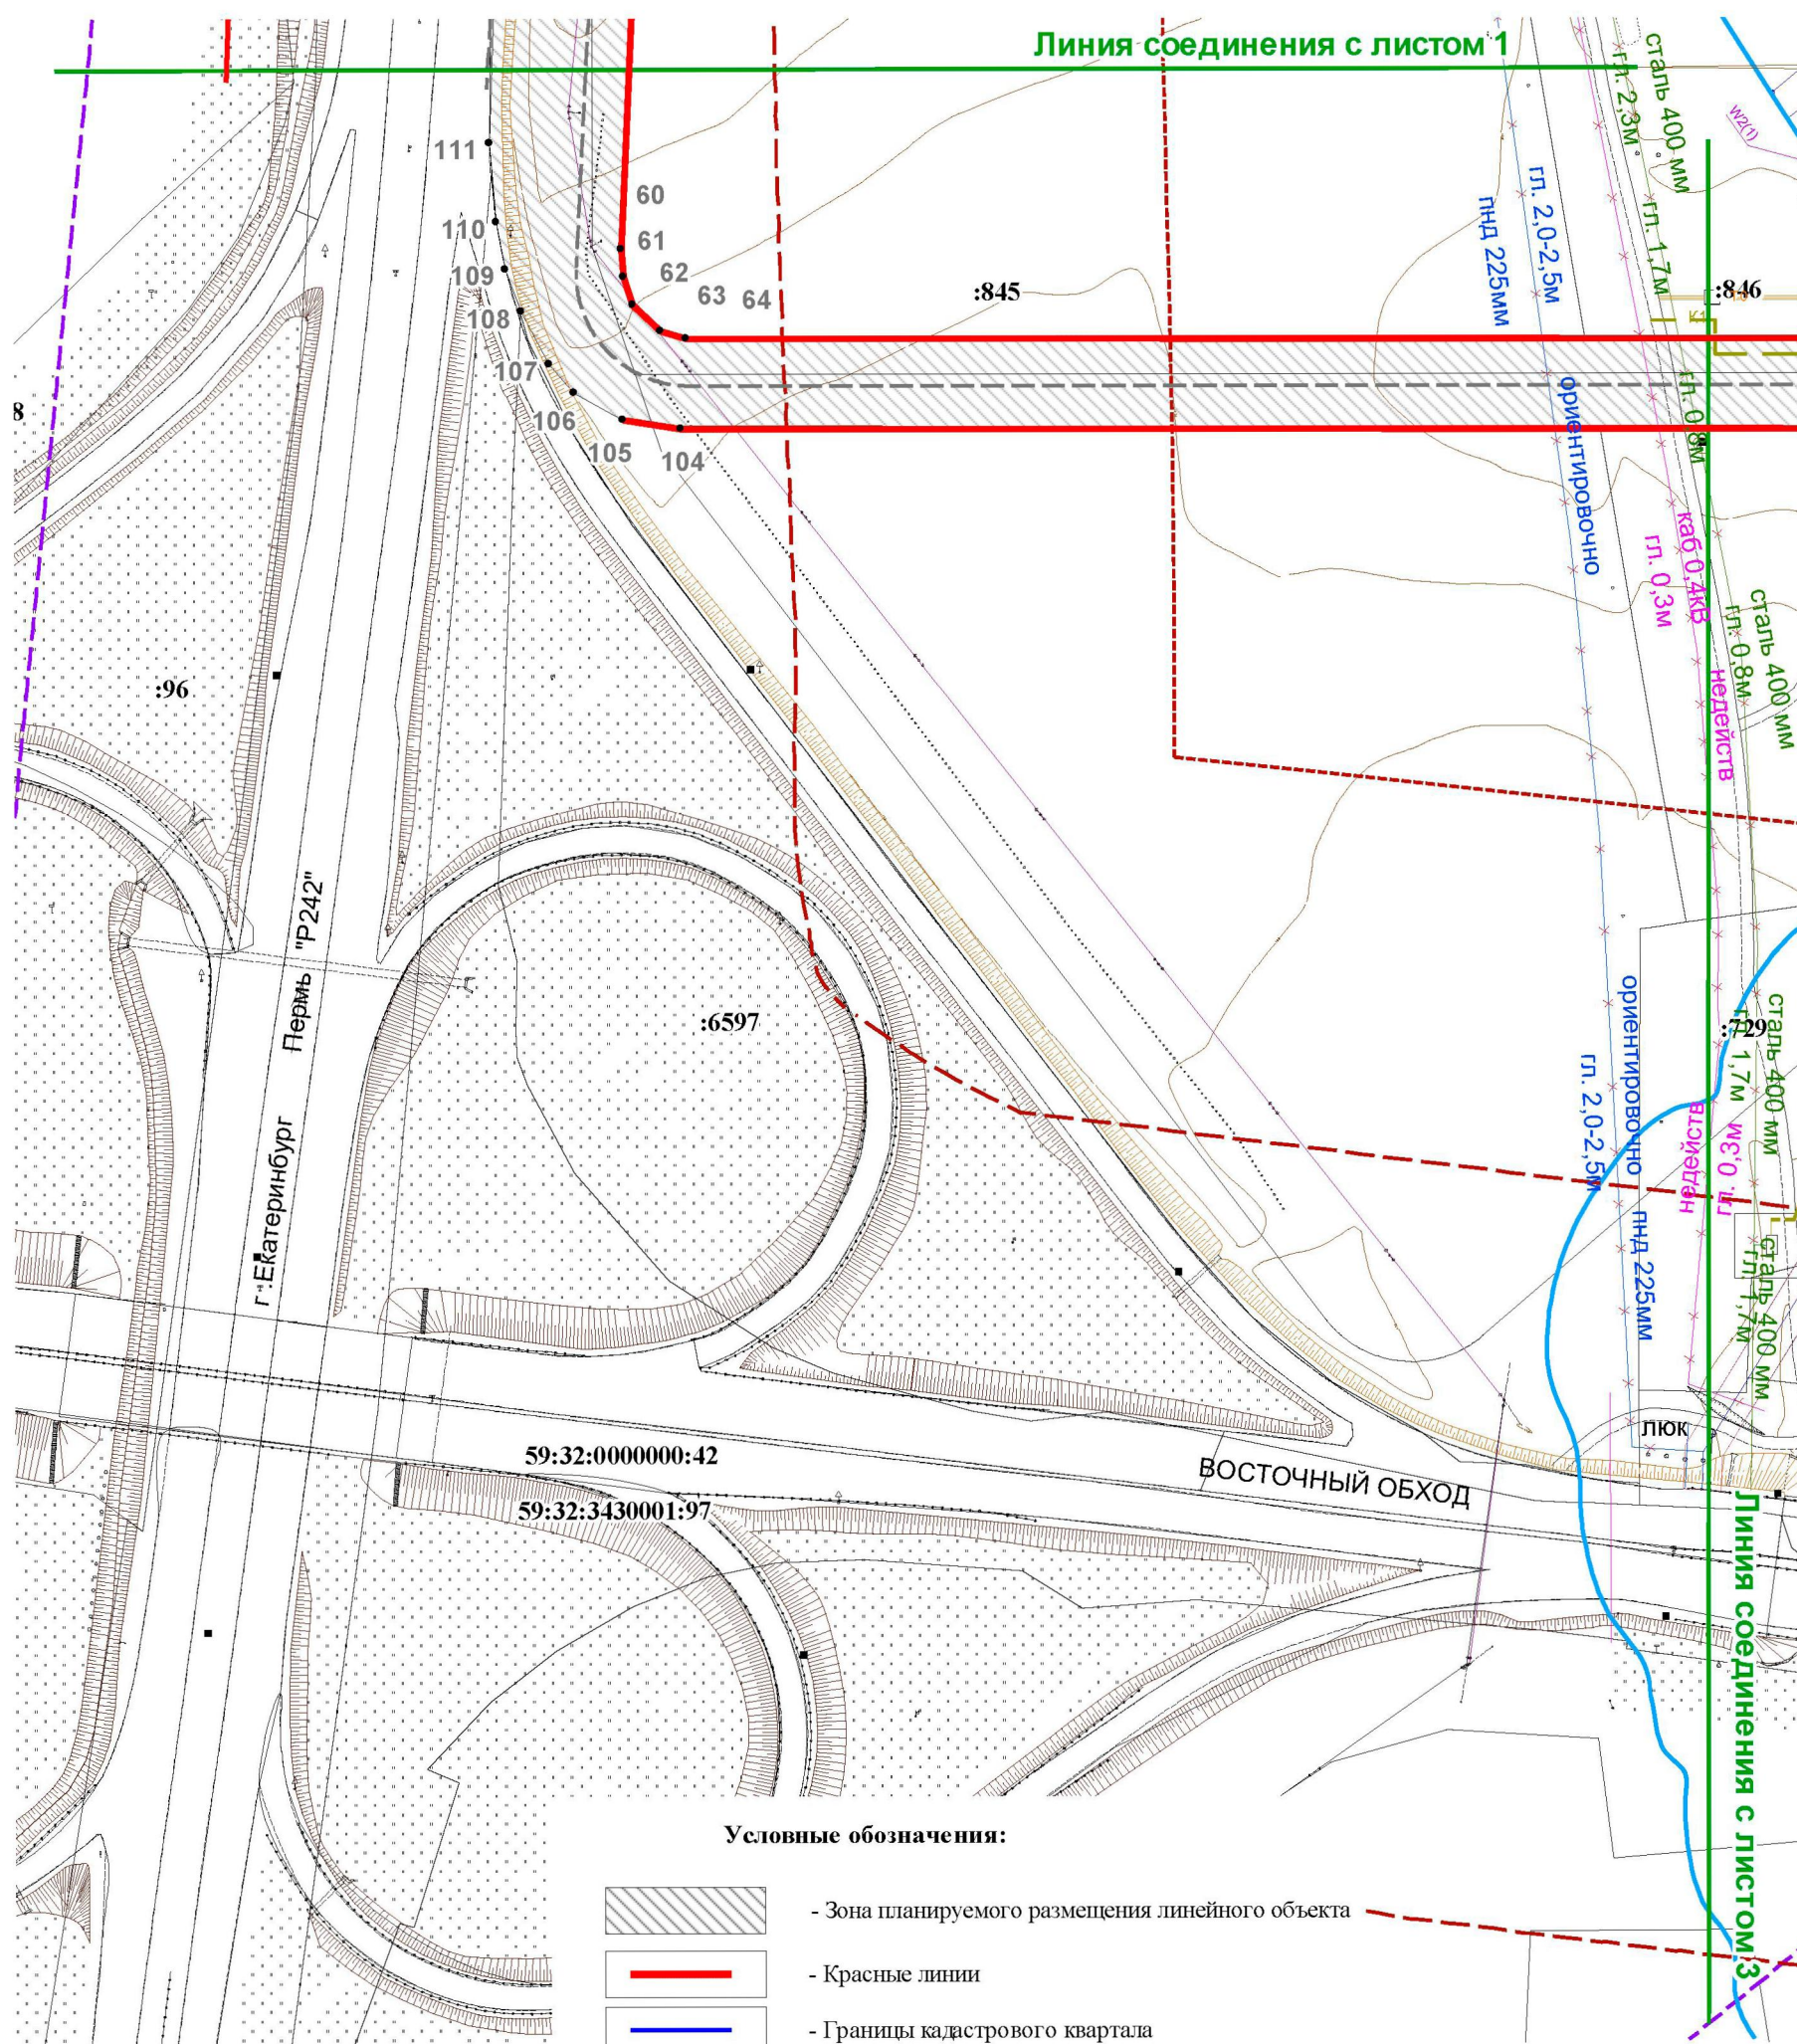 Линия соединения с листом 1
сталь 400 мм
гл. 2,3м
W2(1)
111
60
гл. 1,7м
гл. 2,0-2,5м
пнд 225мм
110
61
109
62
63
64
:845
:846
108
107
8
106
105
104
гл. 0,8м
ориентировочно
каб 0,4кВ
гл. 0,3м
сталь 400 мм
гл. 0,8м
:96
недейств
Пермь "Р242"
:6597
:729
сталь 400 мм
гл. 1,7м
ориентировочно
гл. 2,0-2,5м
недейств
гл. 0,3м
г.Екатеринбург
пнд 225мм
сталь 400 мм
гл. 1,7м
люк
59:32:0000000:42
ВОСТОЧНЫЙ ОБХОД
59:32:3430001:97
Линия соединения с листом 3
Условные обозначения:
- Зона планируемого размещения линейного объекта
- Красные линии
- Границы кадастрового квартала